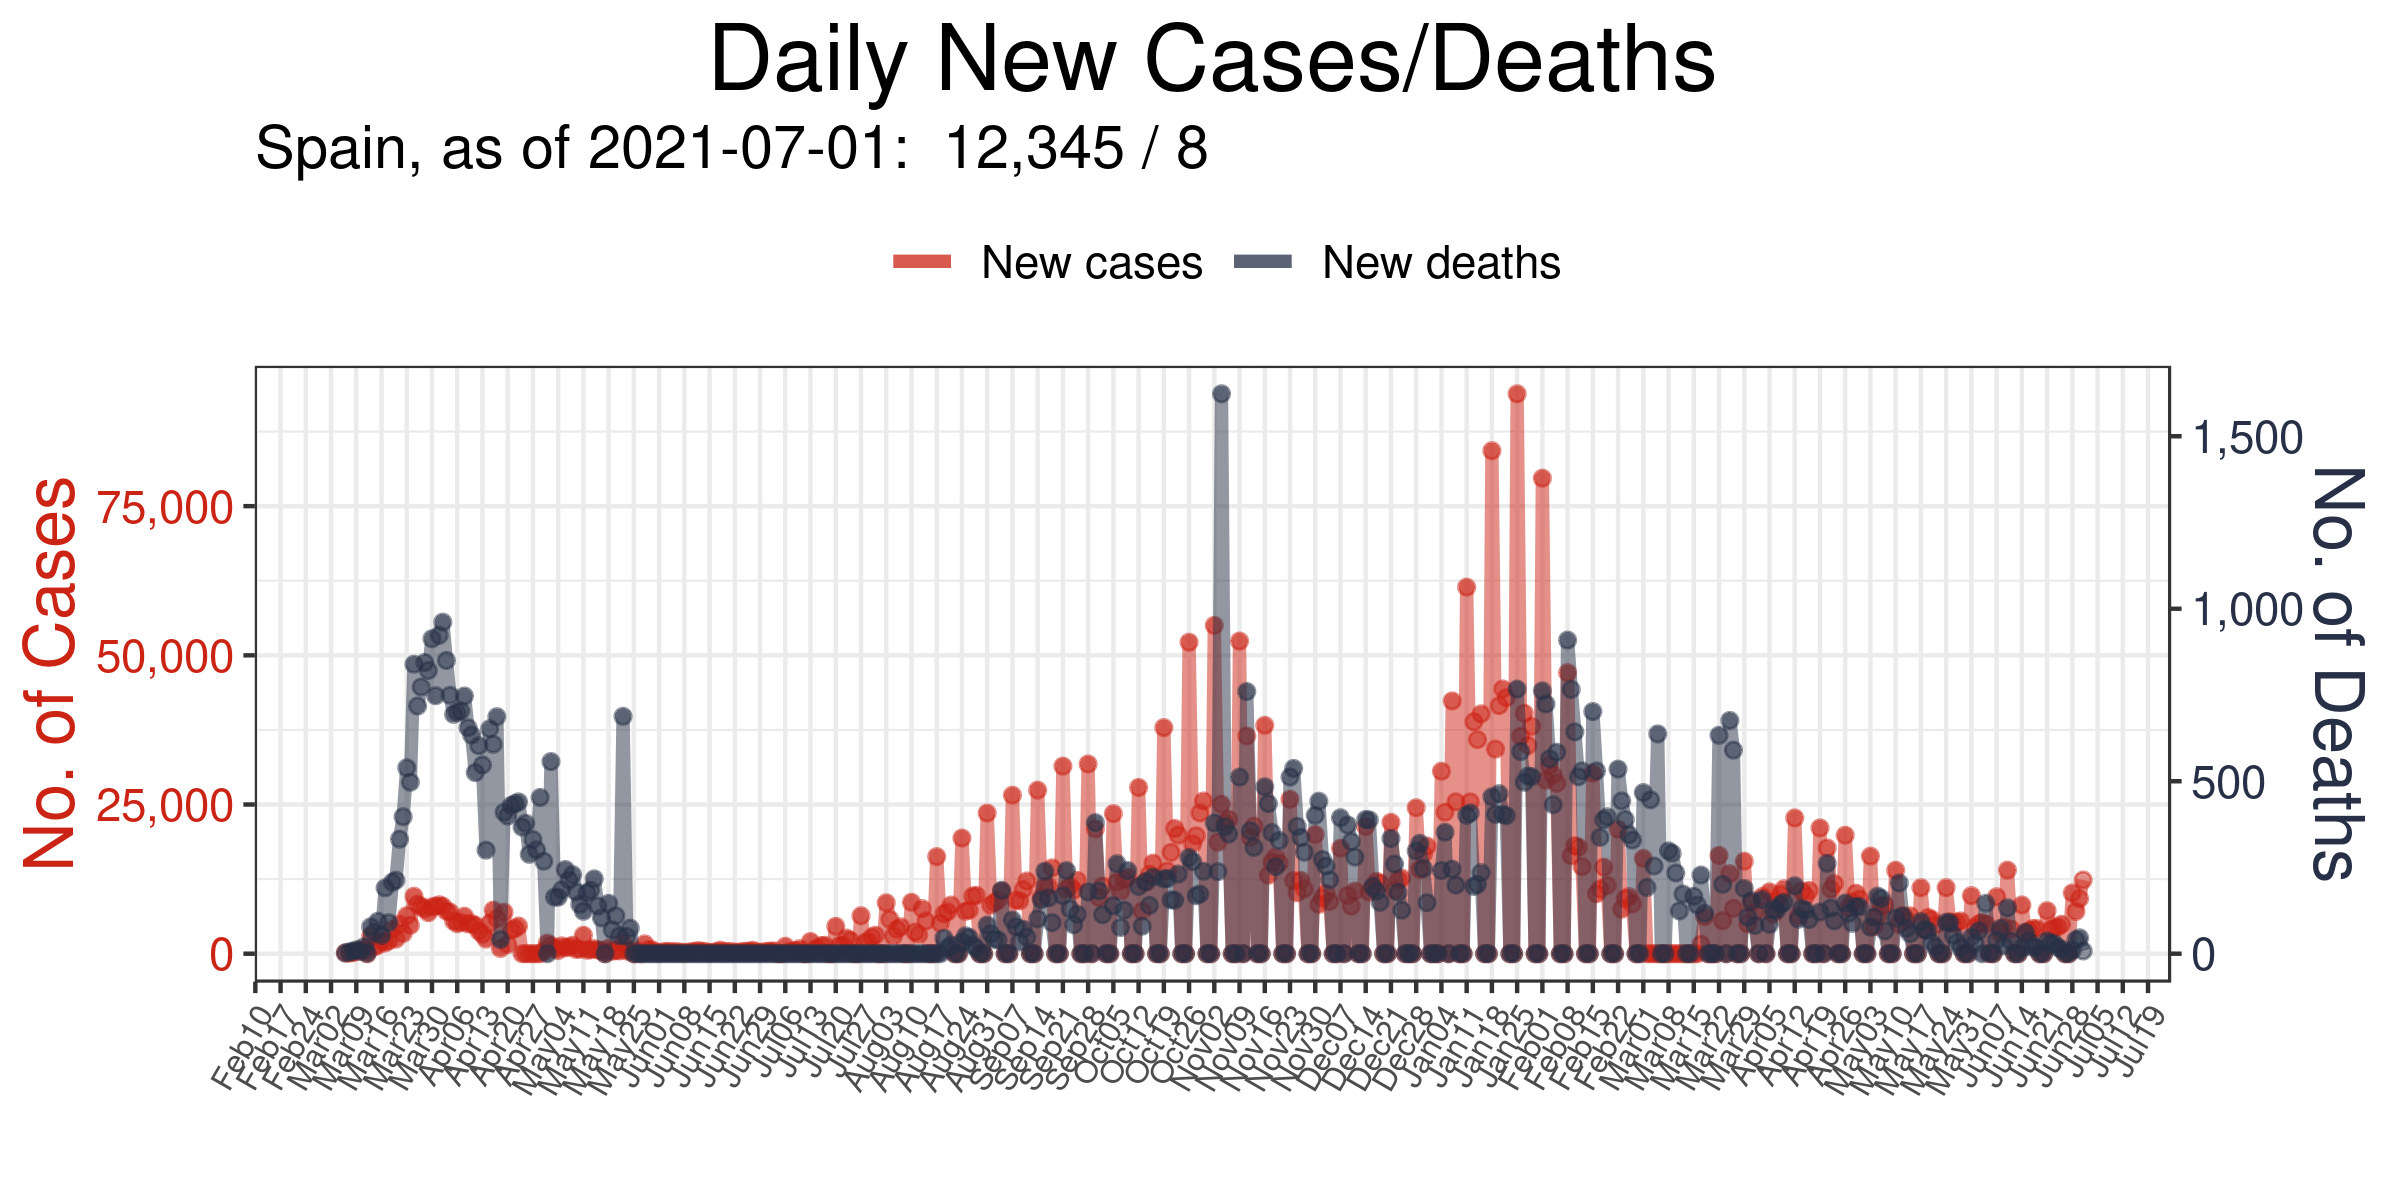 Daily New Cases/Deaths
Spain, as of 2021-07-01:  12,345 / 8
New cases
New deaths
No. of Cases
75,000
50,000
25,000
0
1,500
1,000
500
0
No. of Deaths
Feb10
Feb17
Feb24
Mar02
Mar09
Mar16
Mar23
Mar30
Apr06
Apr13
Apr20
Apr27
May04
May11
May18
May25
Jun01
Jun08
Jun15
Jun22
Jun29
Jul06
Jul13
Jul20
Jul27
Aug03
Aug10
Aug17
Aug24
Aug31
Sep07
Sep14
Sep21
Sep28
Oct05
Oct12
Oct19
Oct26
Nov02
Nov09
Nov16
Nov23
Nov30
Dec07
Dec14
Dec21
Dec28
Jan04
Jan11
Jan18
Jan25
Feb01
Feb08
Feb15
Feb22
Mar01
Mar08
Mar15
Mar22
Mar29
Apr05
Apr12
Apr19
Apr26
May03
May10
May17
May24
May31
Jun07
Jun14
Jun21
Jun28
Jul05
Jul12
Jul19